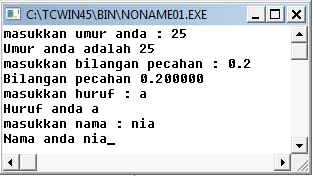 C:\TCWIN45\BIN\NONAME01.EXE
masukkan umur anda : 25
Umur anda adalah 25
masukkan bilangan pecahan : 0.2
Bilangan pecahan 0.200000
masukkan huruf : a
Huruf anda a
masukkan nama : nia
Nama anda nia_